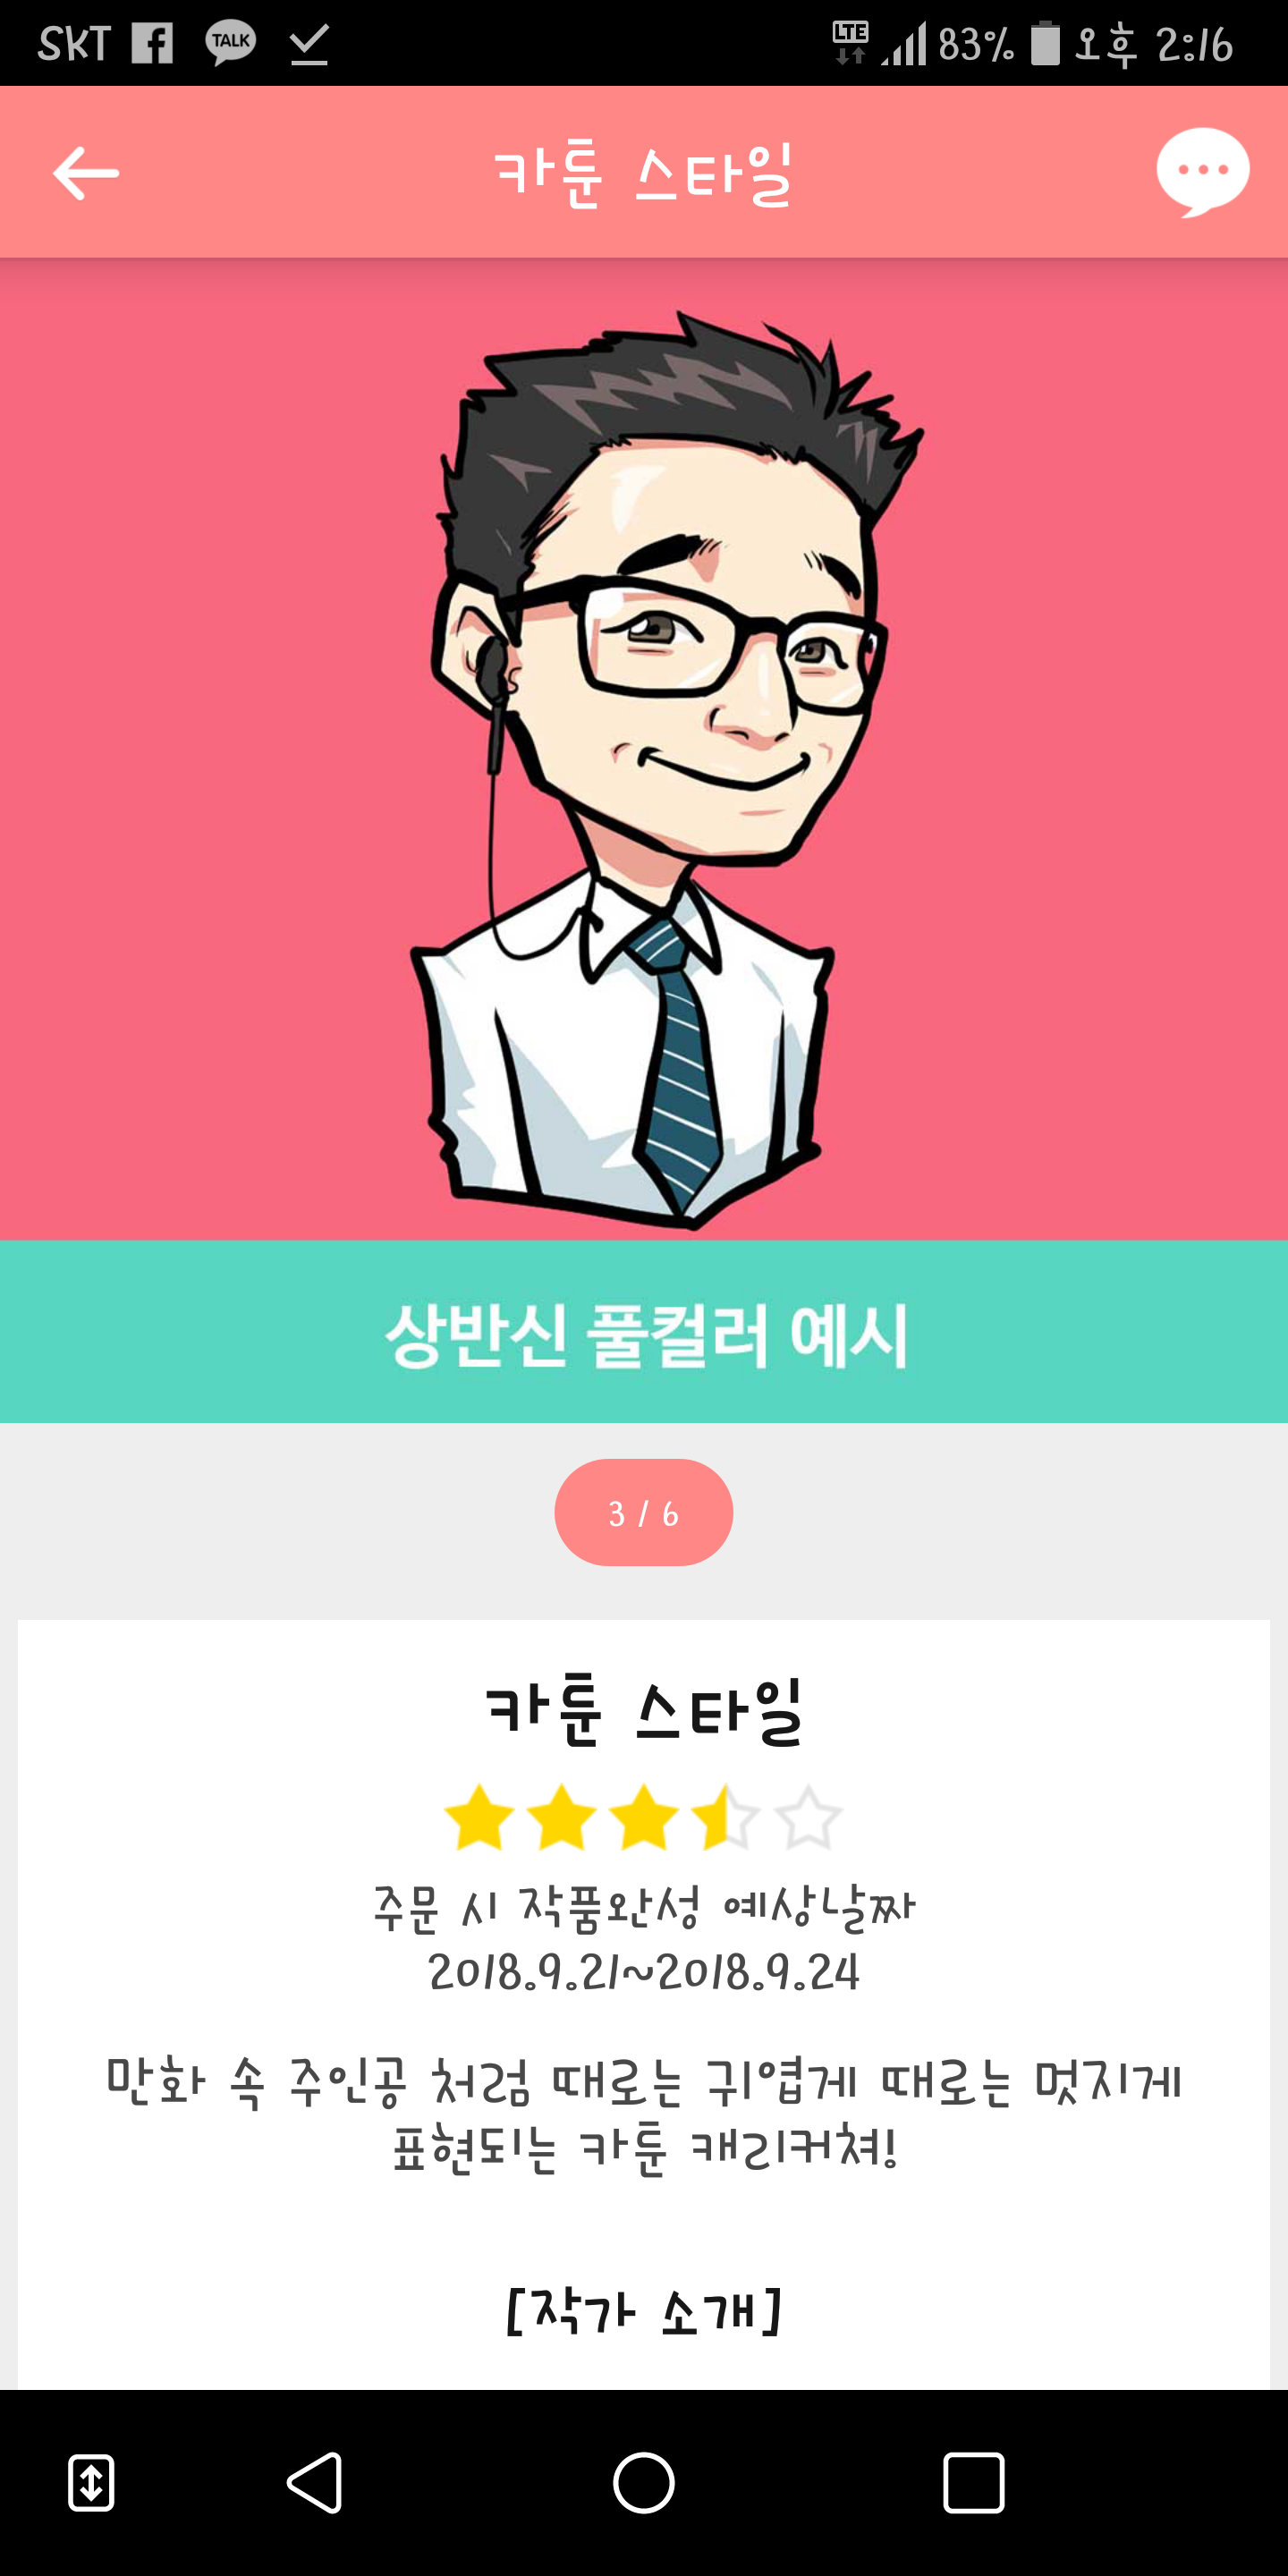 SKT TALK LTE 83% 오후 2:16
카툰 스타일
상반신 풀컬러 예시
3 / 6
카툰 스타일
주문 시 작품완성 예상날짜
2018.9.21~2018.9.24
만화 속 주인공 처럼 때로는 귀엽게 때로는 멋지게
표현되는 카툰 캐리커쳐!
[작가 소개]